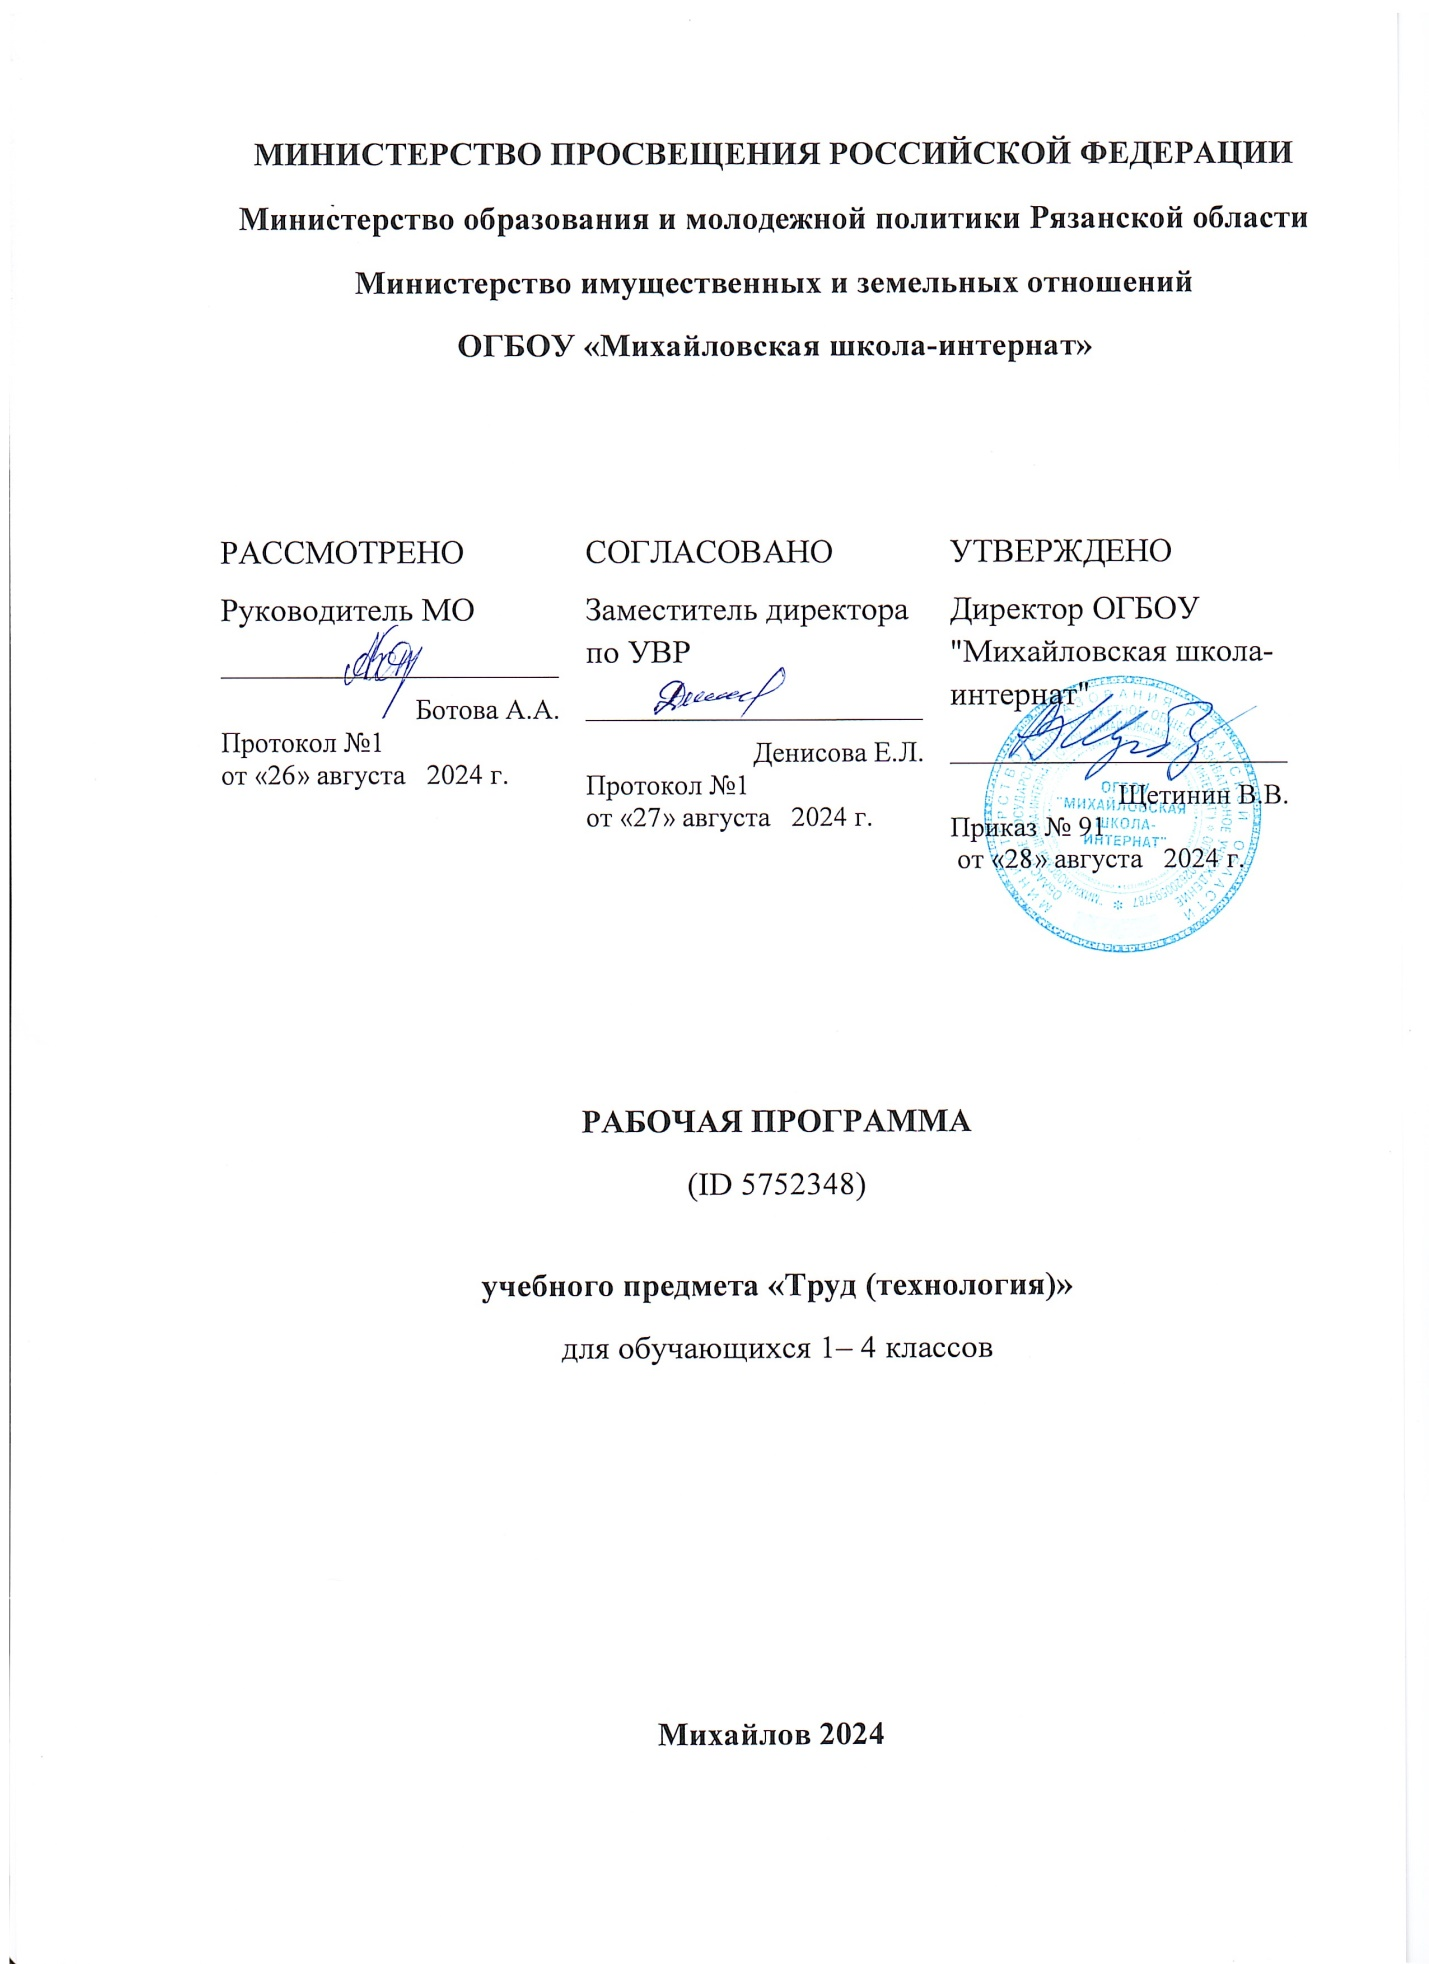 МИНИСТЕРСТВО ПРОСВЕЩЕНИЯ РОССИЙСКОЙ ФЕДЕРАЦИИ
Министерство образования и молодежной политики Рязанской области
Министерство имущественных и земельных отношений
ОГБОУ «Михайловская школа-интернат»
РАССМОТРЕНО
Руководитель МО
Ботова А.А.
Протокол №1
от «26» августа 2024 г.
СОГЛАСОВАНО
Заместитель директора
по УВР
Денисова Е.Л.
Протокол №1
от «27» августа 2024 г.
УТВЕРЖДЕНО
Директор ОГБОУ
"Михайловская школа-
интернат"
Щетинин В.В.
Приказ № 91
от «28» августа 2024 г.
ОГБОУ
"МИХАЙЛОВСКАЯ
ШКОЛА-
ИНТЕРНАТ"
РАБОЧАЯ ПРОГРАММА
(ID 5752348)
учебного предмета «Труд (технология)»
для обучающихся 1– 4 классов
Михайлов 2024